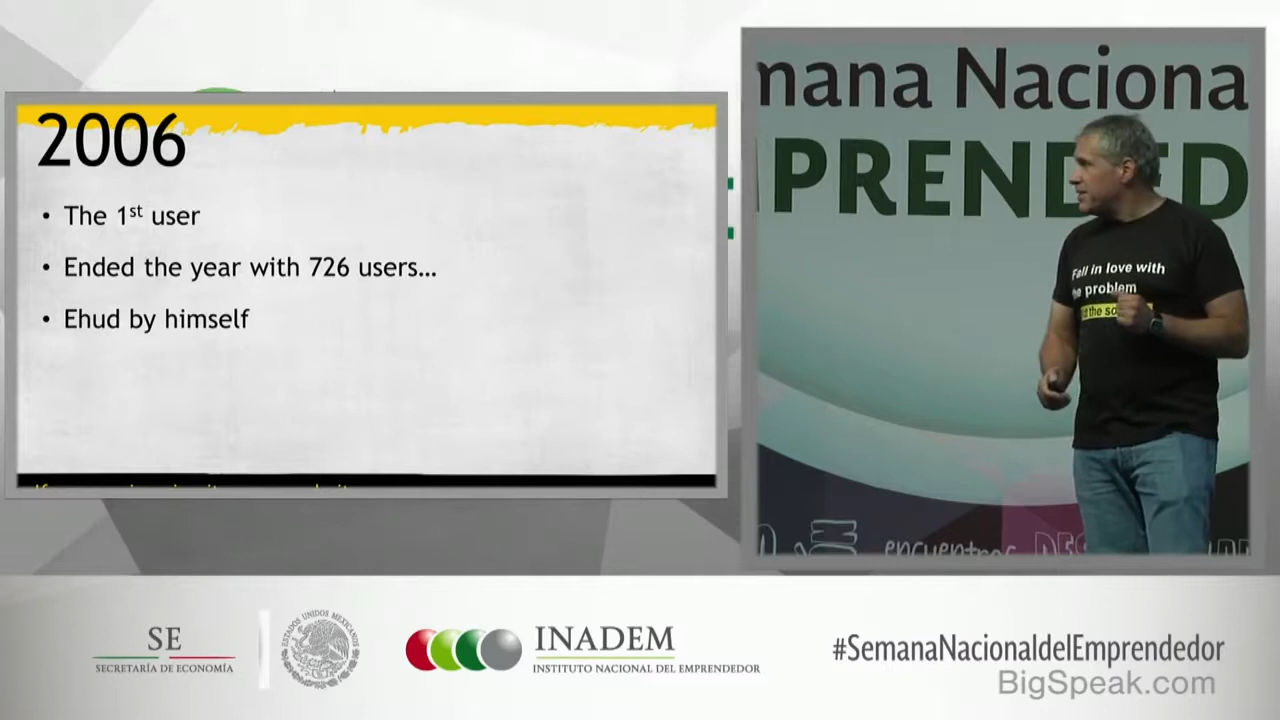 2006
• The 1st user
• Ended the year with 726 users…
• Ehud by himself
mana Naciona
PRENDED
Fall in love with
the problem
encuentros
SE
SECRETARÍA DE ECONOMÍA
ESTADOS UNIDOS MEXICANOS
INADEM
INSTITUTO NACIONAL DEL EMPRENDEDOR
#SemanaNacionaldelEmprendedor
BigSpeak.com